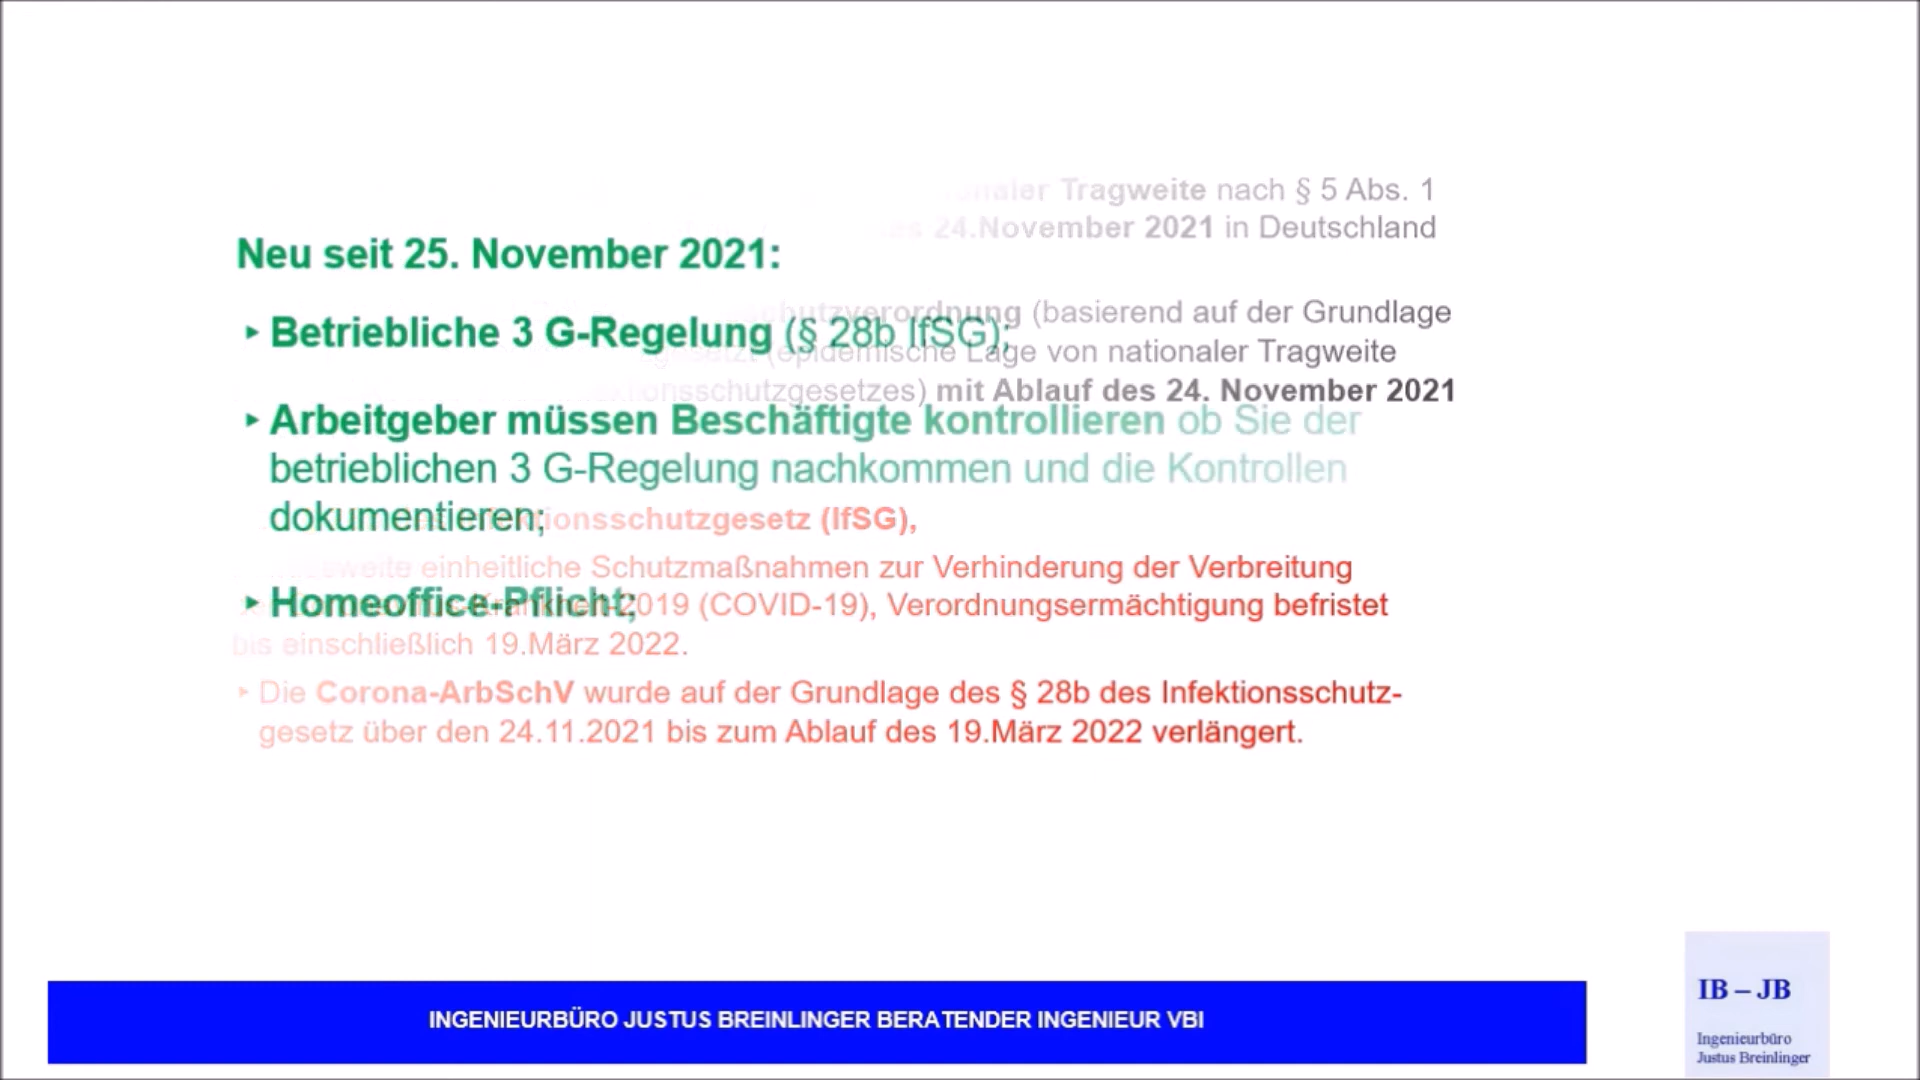 Tragweite nach § 5 Abs. 1
24.November 2021 in Deutschland
Neu seit 25. November 2021:
(basierend auf der Grundlage
‣ Betriebliche 3 G-Regelung (§ 28b IfSG);
(epidemische Lage von nationaler Tragweite
mit Ablauf des 24. November 2021
‣ Arbeitgeber müssen Beschäftigte kontrollieren ob Sie der
betrieblichen 3 G-Regelung nachkommen und die Kontrollen
dokumentieren;
(IfSG),
einheitliche Schutzmaßnahmen zur Verhinderung der Verbreitung
‣ Homeoffice-Pflicht;
(COVID-19), Verordnungsermächtigung befristet
bis einschließlich 19.März 2022.
‣ Die Corona-ArbSchV wurde auf der Grundlage des § 28b des Infektionsschutz-
gesetz über den 24.11.2021 bis zum Ablauf des 19.März 2022 verlängert.
INGENIEURBÜRO JUSTUS BREINLINGER BERATENDER INGENIEUR VBI
IB – JB
Ingenieurbüro
Justus Breinlinger